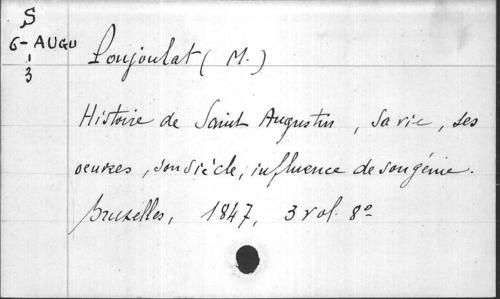 S
6-AUGU
-
3
Poujoulat (M.)
Histoire de Saint Augustin, sa vie, ses
oeuvres, son siècle, influence de son génie.
Bruxelles, 1847, 3 vol. 8º